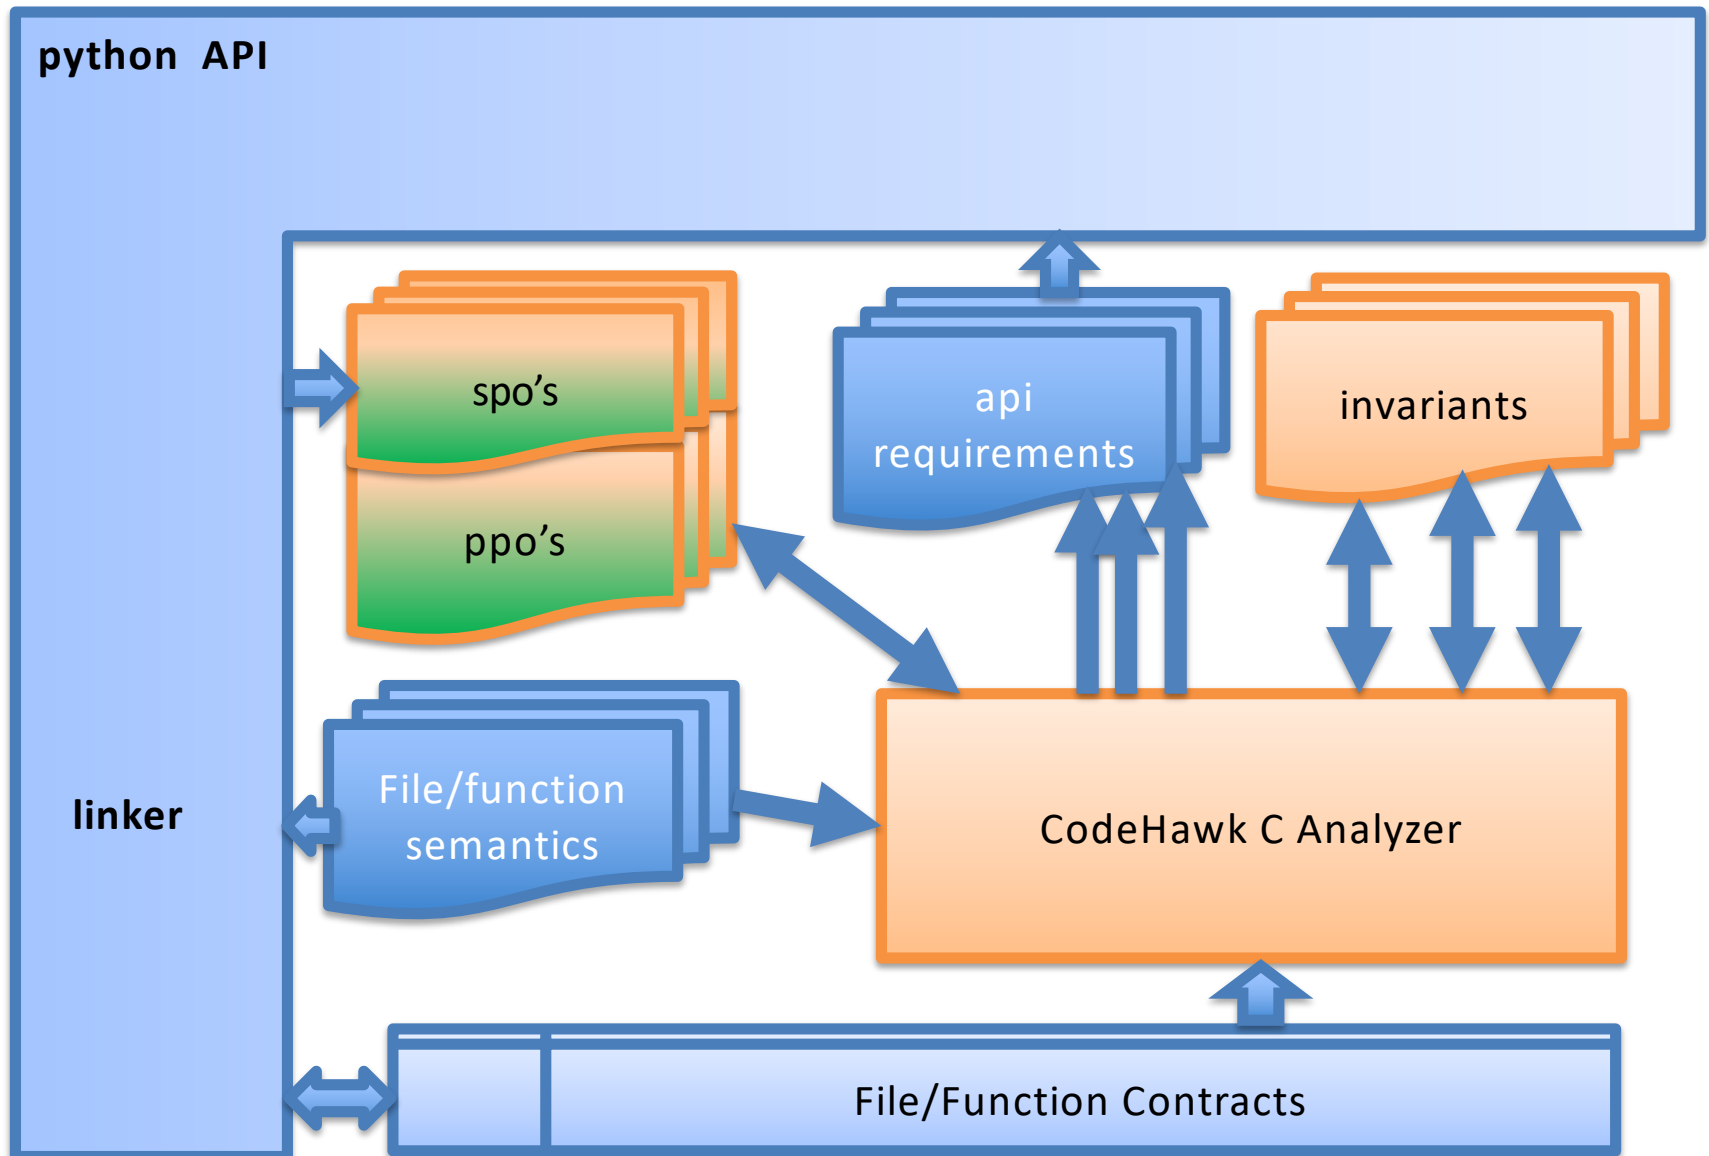 python  API
spo’s
api
requirements
invariants
ppo’s
File/function
semantics
linker
CodeHawk C Analyzer
File/Function Contracts